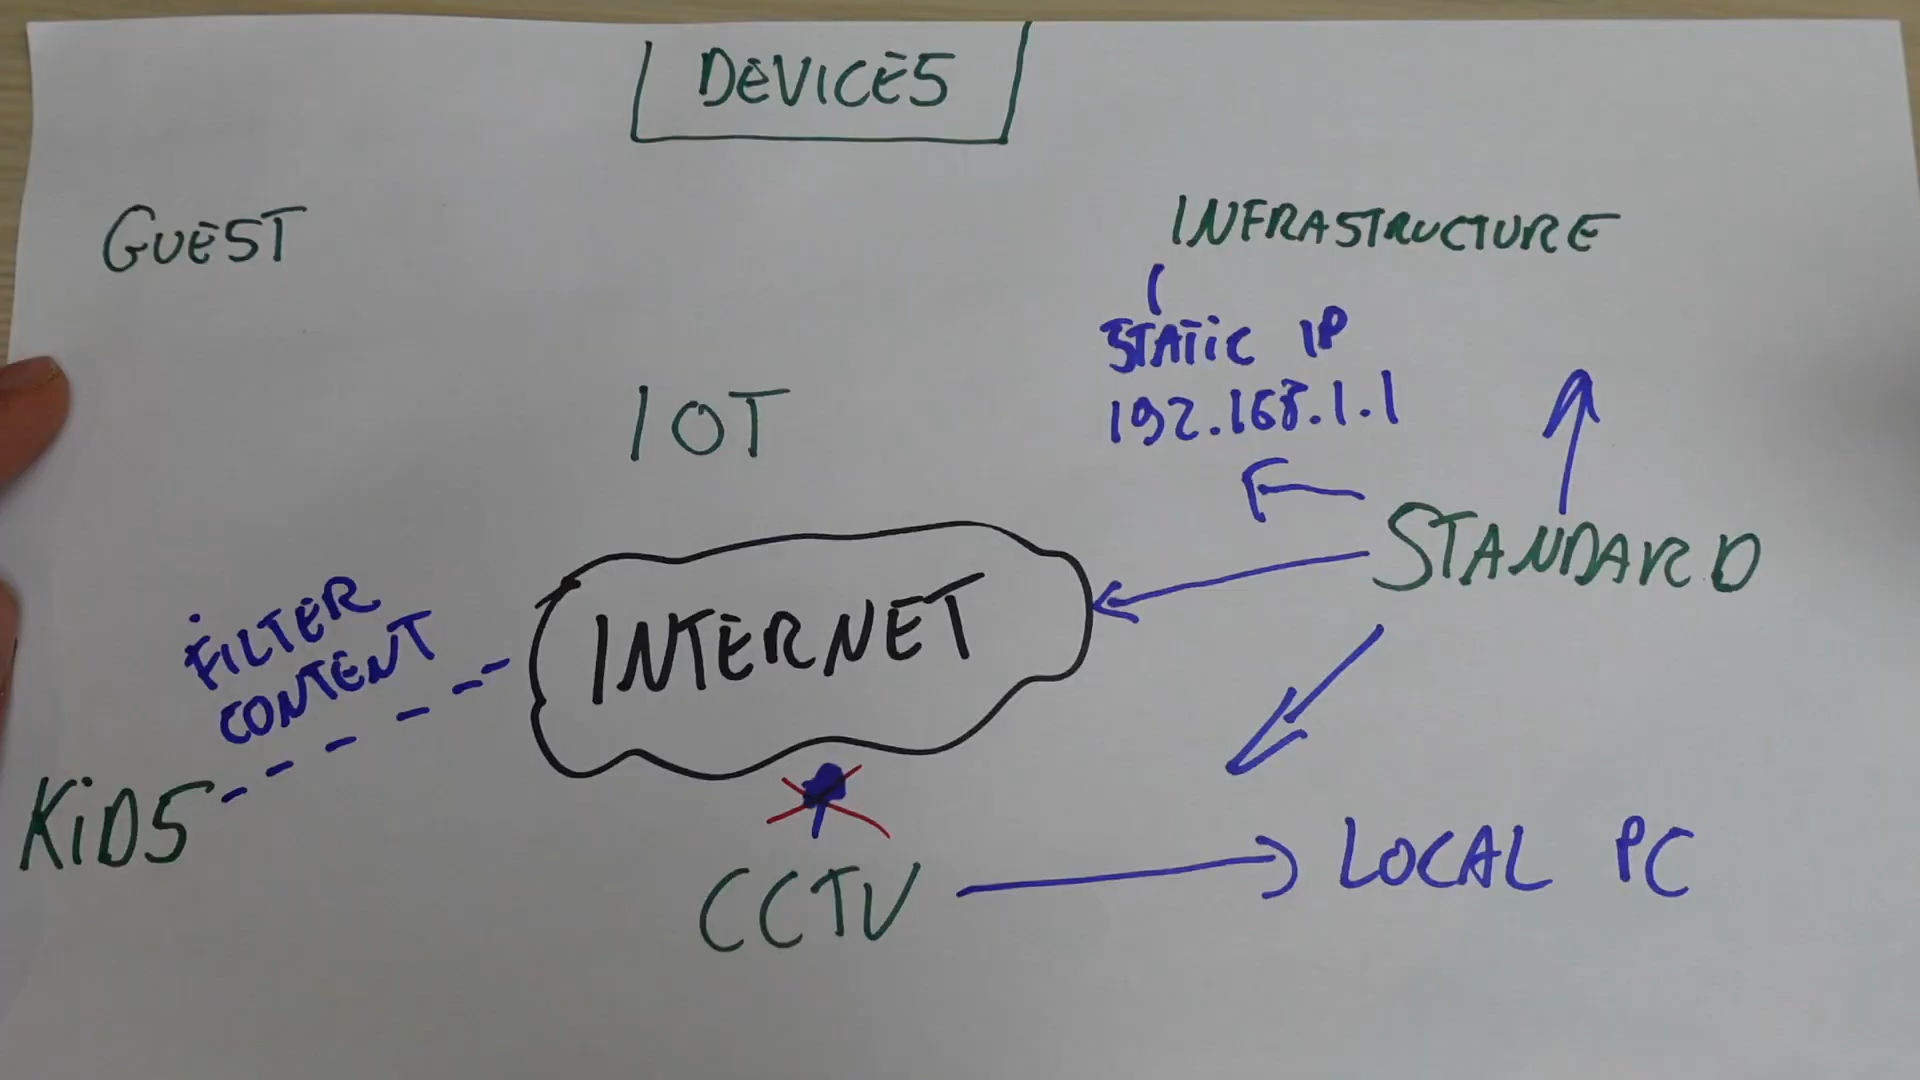 DEVICES
GUEST
INFRASTRUCTURE
STATiC IP
192.168.1.1
IOT
STANDARD
INTERNET
FILTER
CONTENT
KiDS
CCTV
LOCAL PC